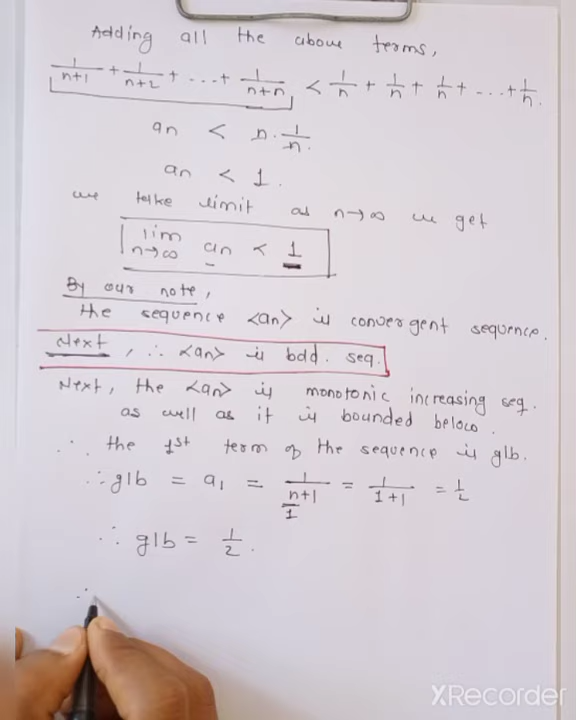 Adding all the above terms,
1/n+1 + 1/n+2 + ... + 1/n+n < 1/n + 1/n + 1/n + ... + 1/n.
an < n. 1/n.
an < 1.
we take limit as n→∞ we get
lim n→∞ an < 1
By our note,
the sequence <an> is convergent sequence.
Next, ∴ <an> is bdd. seq.
Next, the <an> is monotonic increasing seq.
as well as it is bounded below.
∴ the 1st term of the sequence is glb.
∴ glb = a1 = 1/n+1 = 1/1+1 = 1/2
1
∴ glb = 1/2.
∴
XRecorder